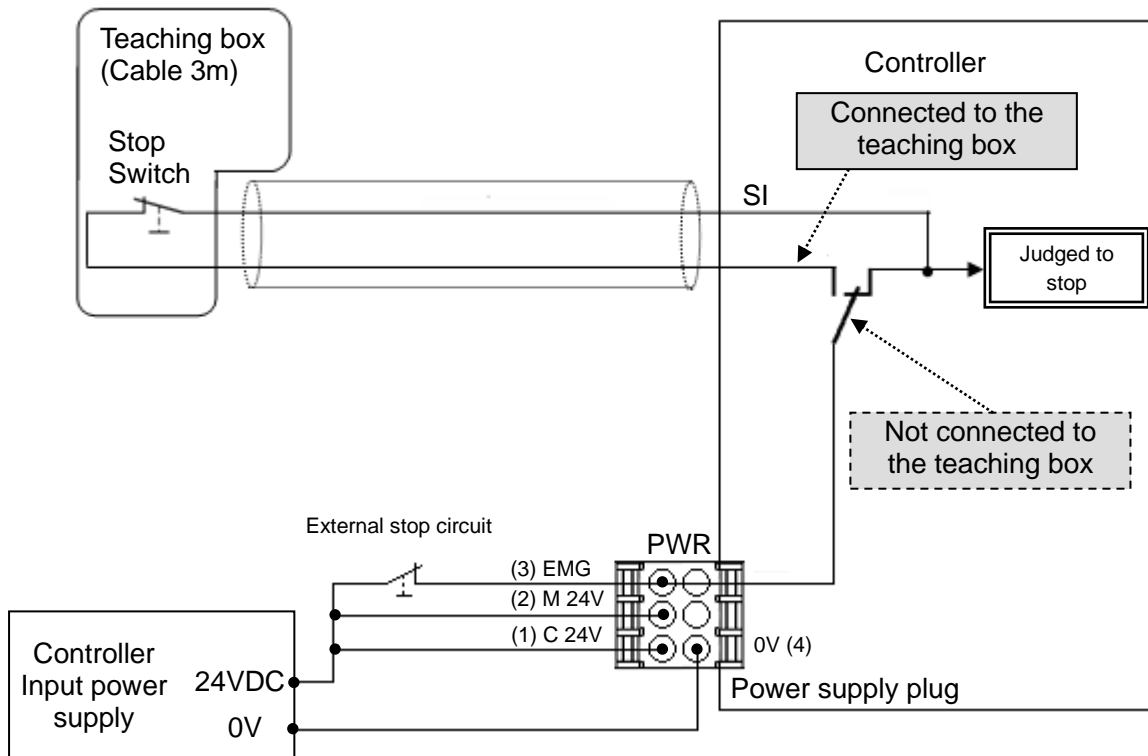 Teaching box
(Cable 3m)
Controller
Connected to the
teaching box
Stop
Switch
SI
Judged to
stop
Not connected to
the teaching box
External stop circuit
PWR
(3) EMG
(2) M 24V
(1) C 24V
0V (4)
Controller
Input power
supply
24VDC
0V
Power supply plug